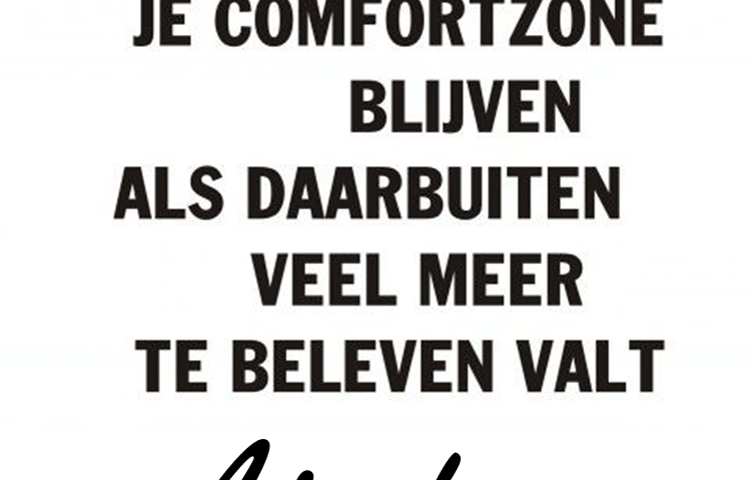 JE COMFORTZONE
BLIJVEN
ALS DAARBUITEN
VEEL MEER
TE BELEVEN VALT